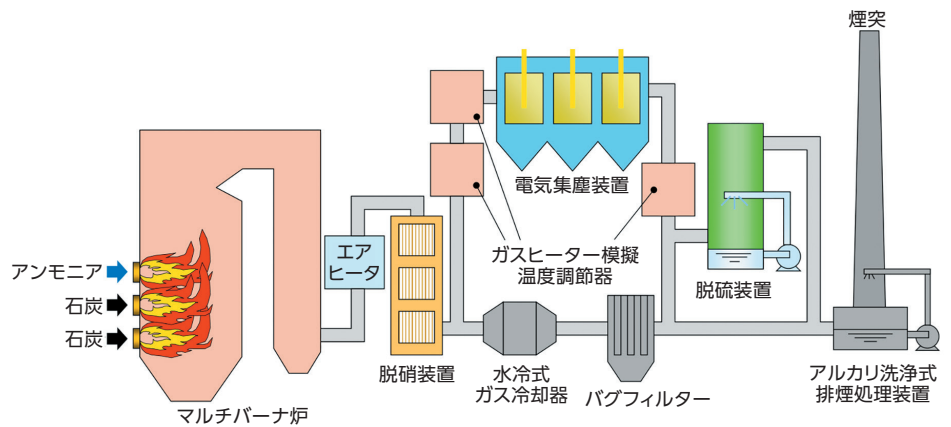 煙突
電気集塵装置
ガスヒーター模擬
温度調節器
エア
ヒータ
アンモニア
石炭
石炭
脱硫装置
脱硝装置
水冷式
ガス冷却器
バグフィルター
アルカリ洗浄式
排煙処理装置
マルチバーナ炉